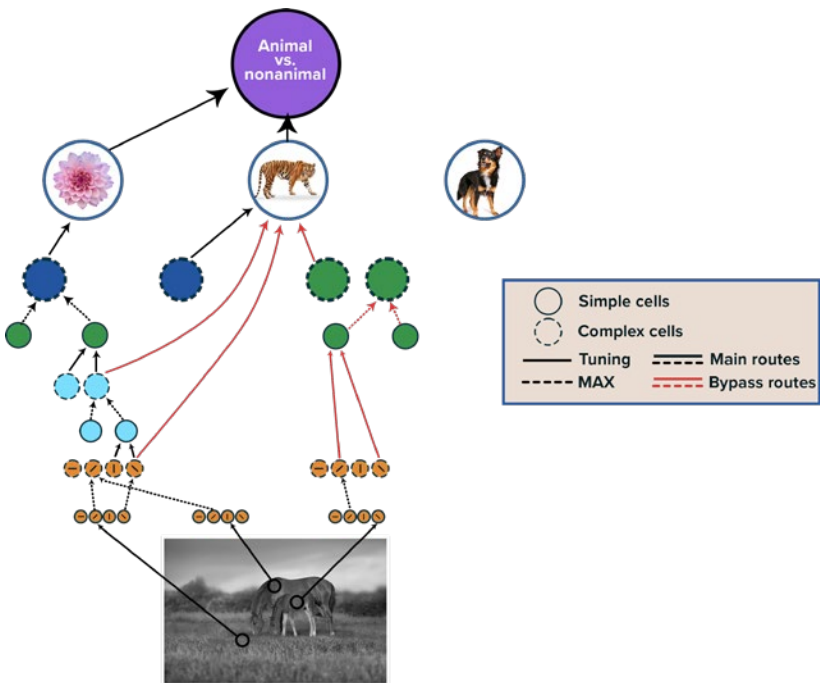 Animal
vs.
nonanimal
Simple cells
Complex cells
Tuning
Main routes
MAX
Bypass routes